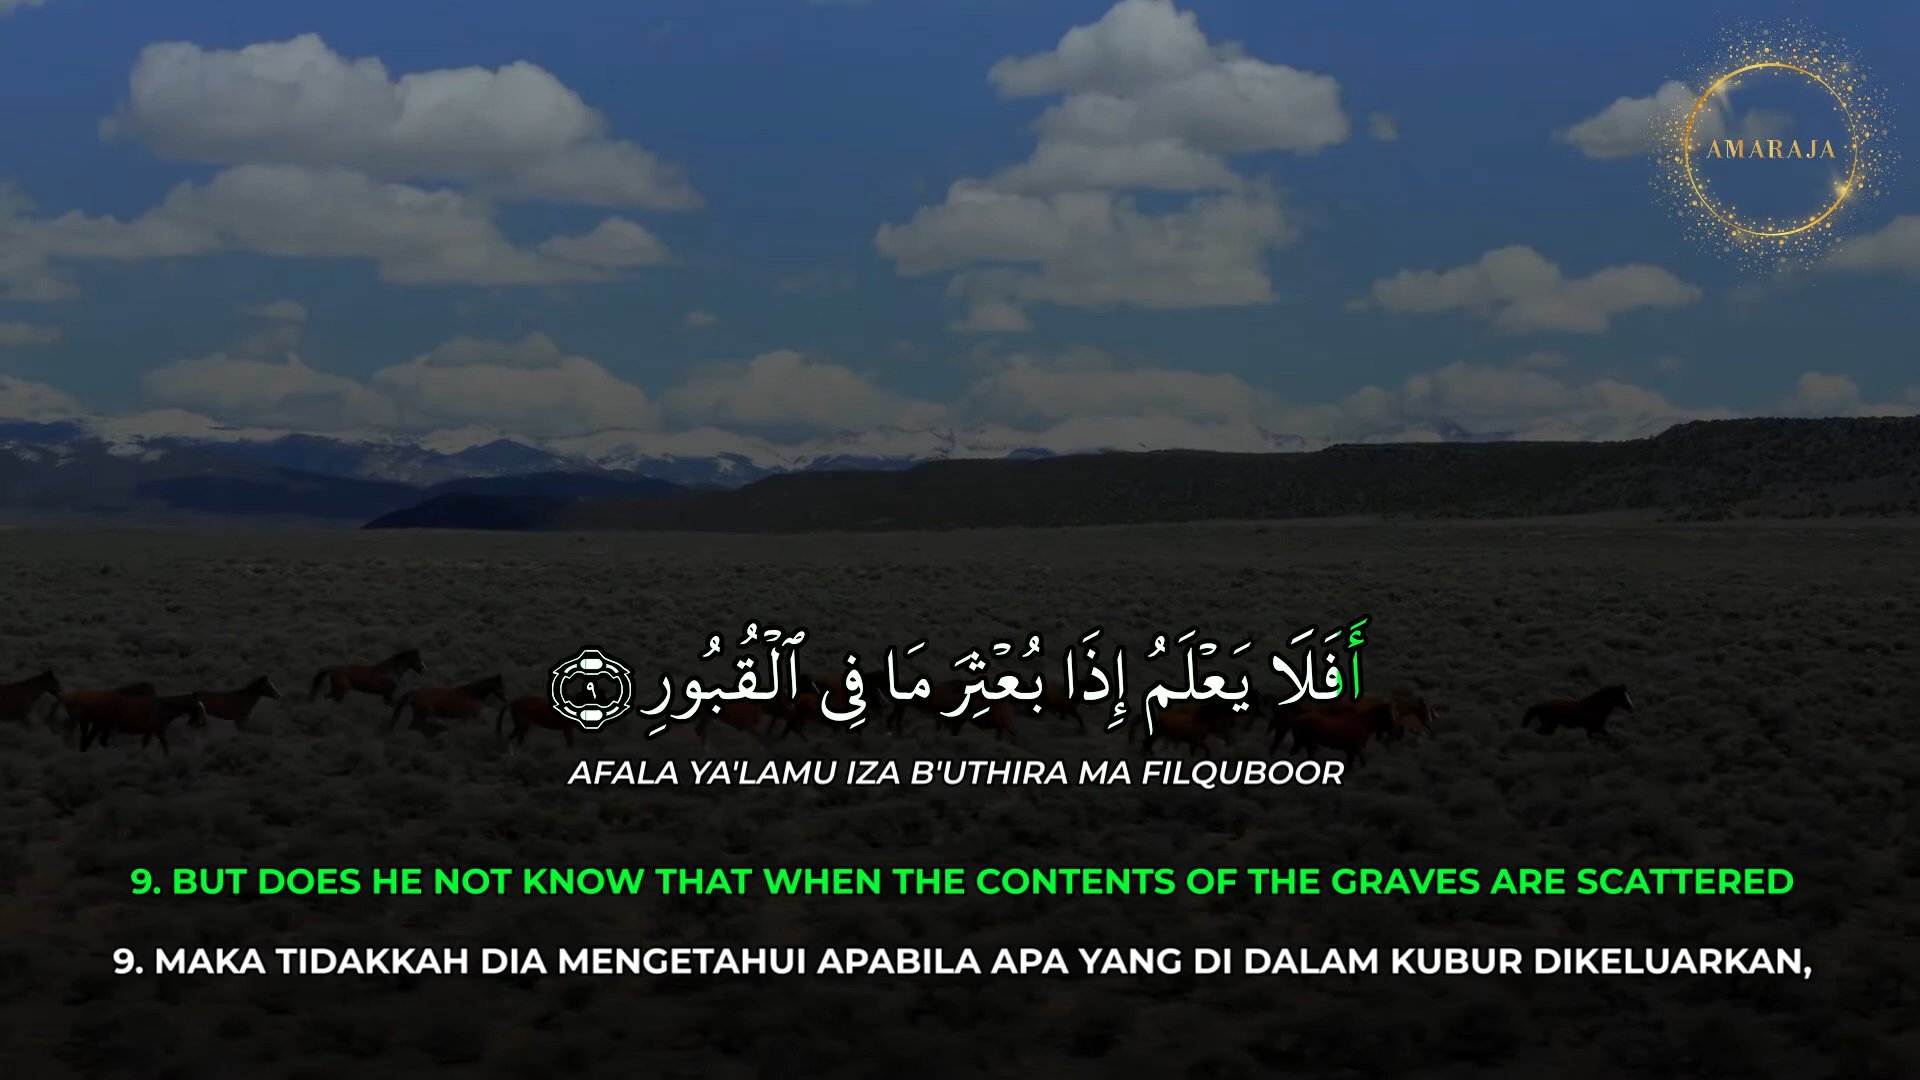 AMARAJA
أَفَلَا يَعْلَمُ إِذَا بُعْثِرَ مَا فِى ٱلْقُبُورِ ٩
AFALA YA'LAMU IZA B'UTHIRA MA FILQUBOOR
9. BUT DOES HE NOT KNOW THAT WHEN THE CONTENTS OF THE GRAVES ARE SCATTERED
9. MAKA TIDAKKAH DIA MENGETAHUI APABILA APA YANG DI DALAM KUBUR DIKELUARKAN,